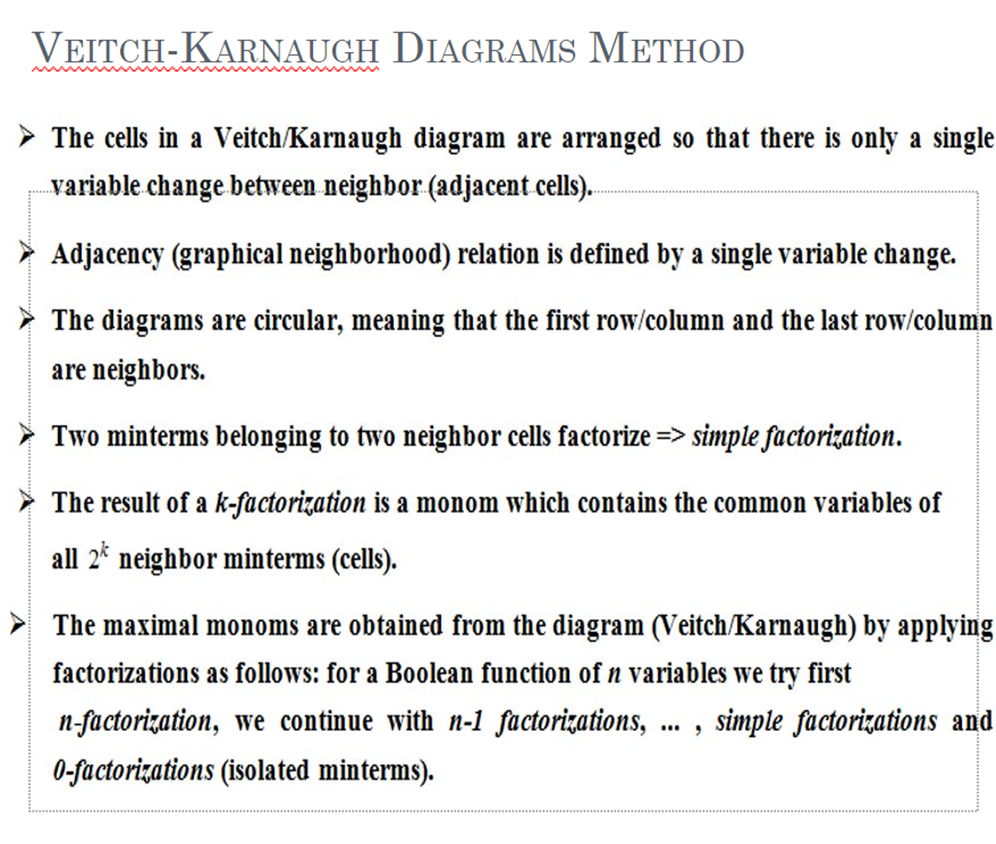 VEITCH-KARNAUGH DIAGRAMS METHOD
➢ The cells in a Veitch/Karnaugh diagram are arranged so that there is only a single
variable change between neighbor (adjacent cells).
➢ Adjacency (graphical neighborhood) relation is defined by a single variable change.
➢ The diagrams are circular, meaning that the first row/column and the last row/column
are neighbors.
➢ Two minterms belonging to two neighbor cells factorize => simple factorization.
➢ The result of a k-factorization is a monom which contains the common variables of
all 2^k neighbor minterms (cells).
➢ The maximal monoms are obtained from the diagram (Veitch/Karnaugh) by applying
factorizations as follows: for a Boolean function of n variables we try first
n-factorization, we continue with n-1 factorizations, ... , simple factorizations and
0-factorizations (isolated minterms).